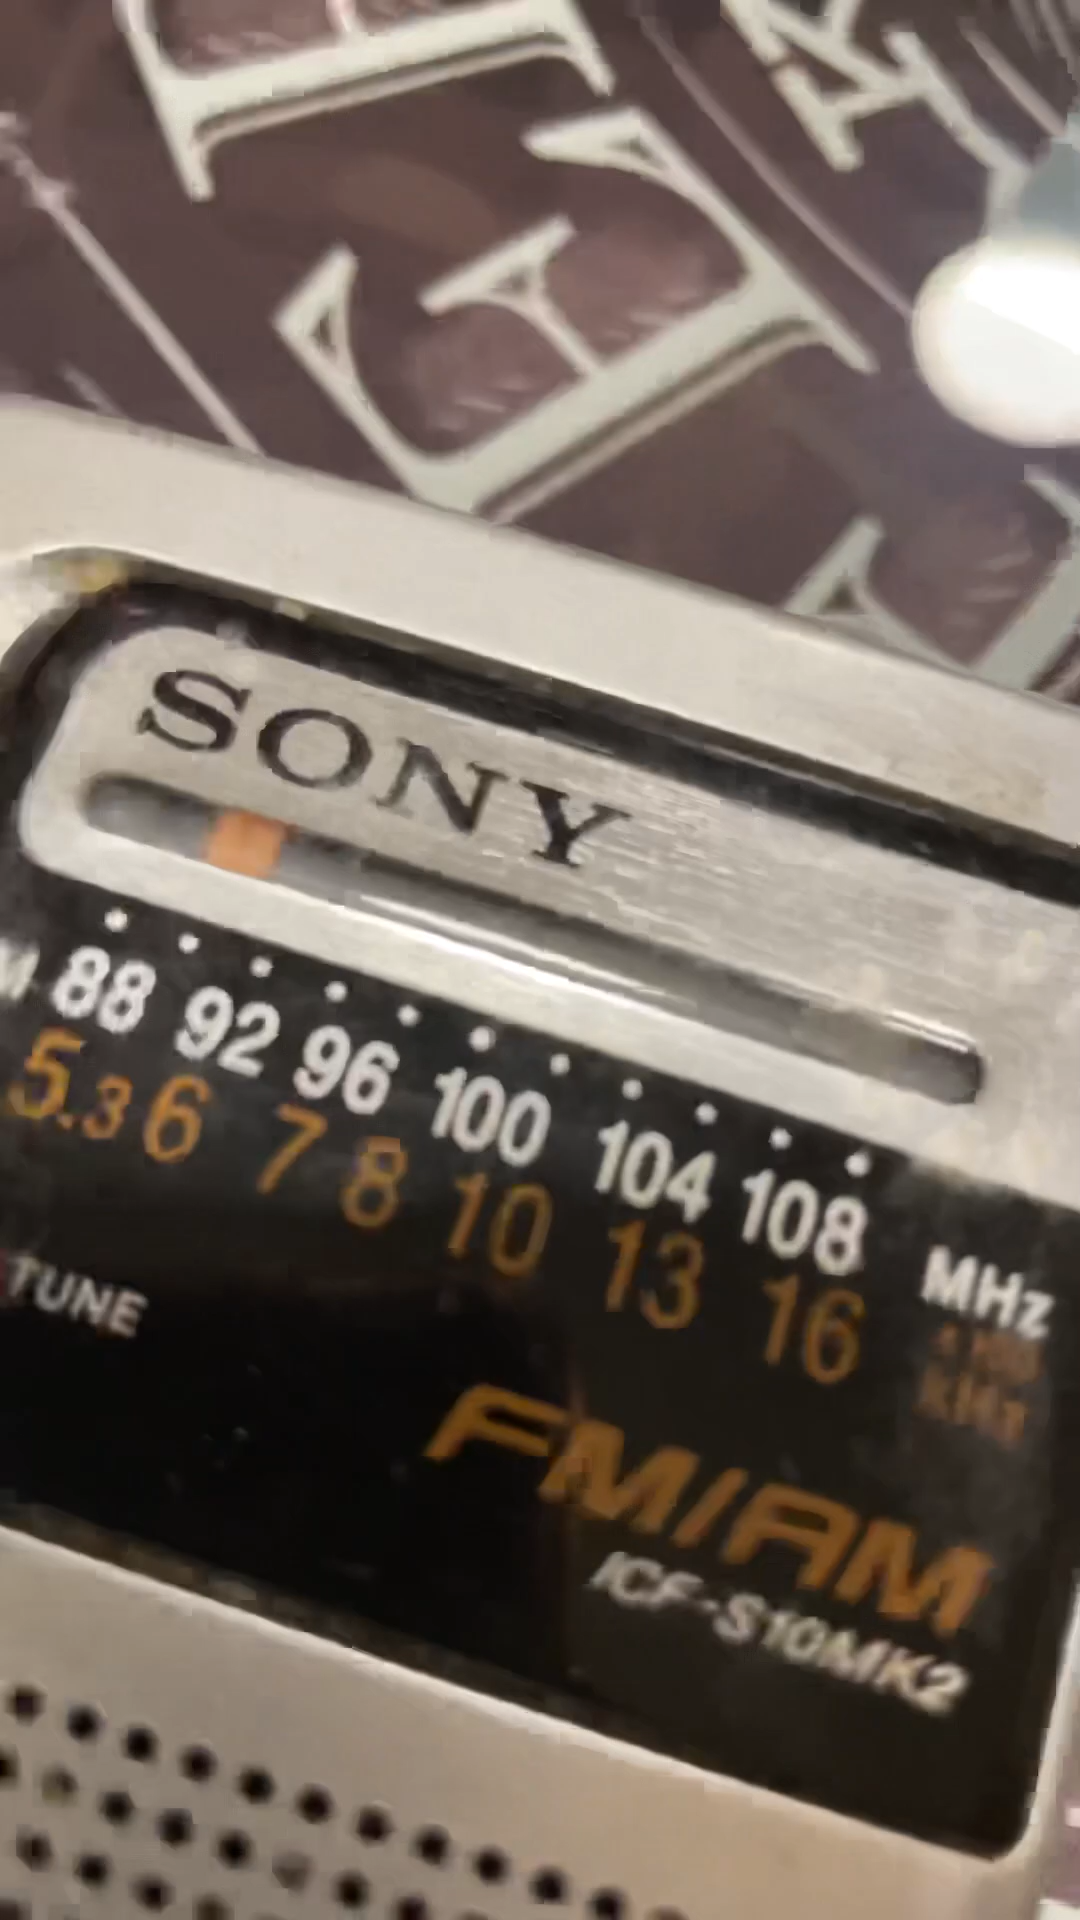 SONY
88 92 96 100 104 108 MHz
5.3 6 7 8 10 13 16
kHz
TUNE
FM/AM
ICF-S10MK2